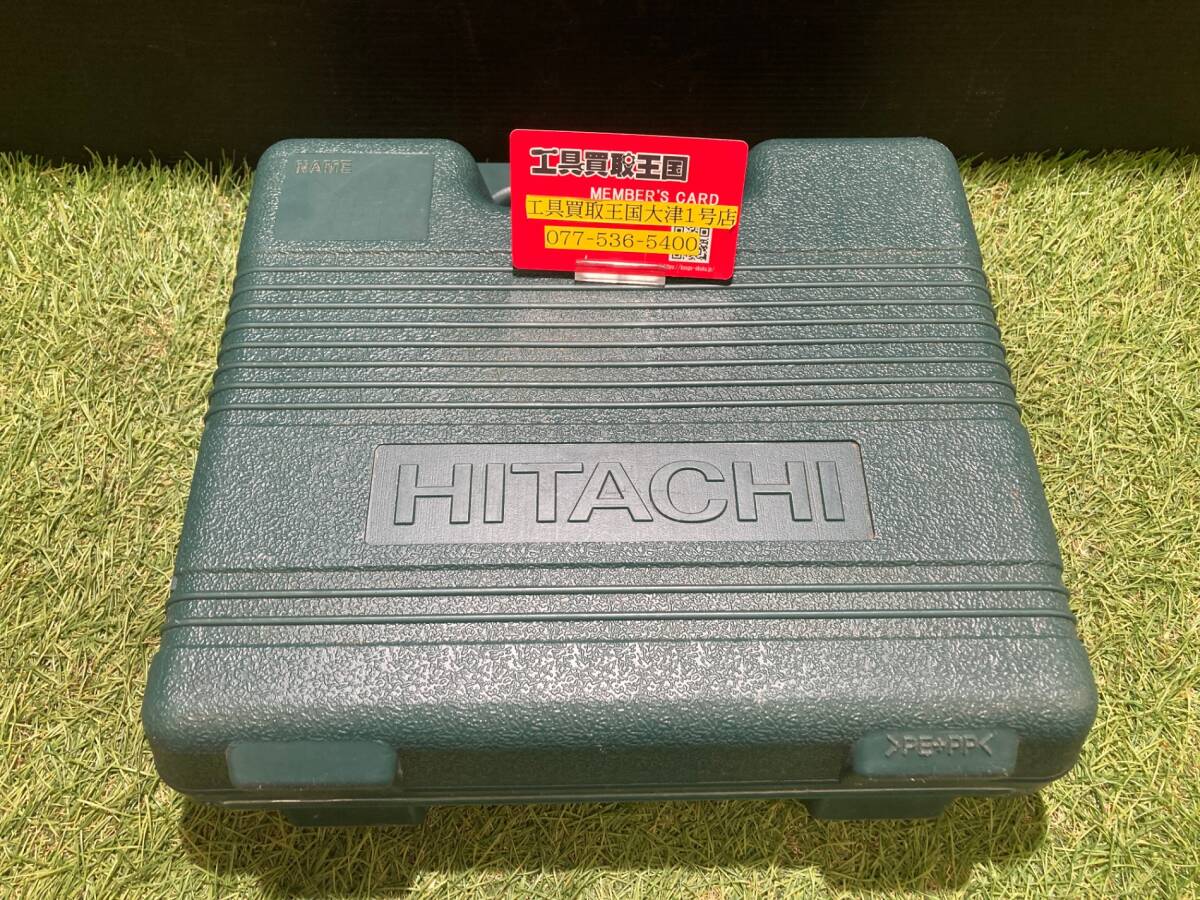 NAME
工具買取王国
MEMBER'S CARD
工具買取王国大津1号店
077-536-5400
HITACHI
>PE+PP<